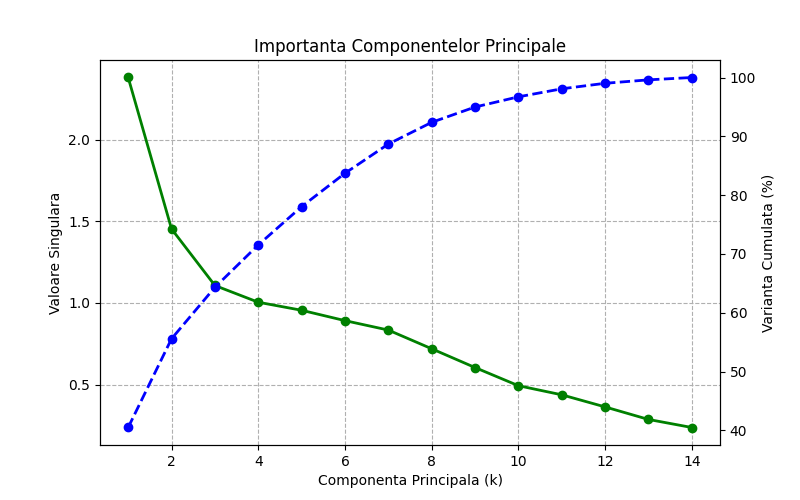 Importanta Componentelor Principale
Valoare Singulara
2.0
1.5
1.0
0.5
100
90
80
70
60
50
40
Varianta Cumulata (%)
2 4 6 8 10 12 14
Componenta Principala (k)